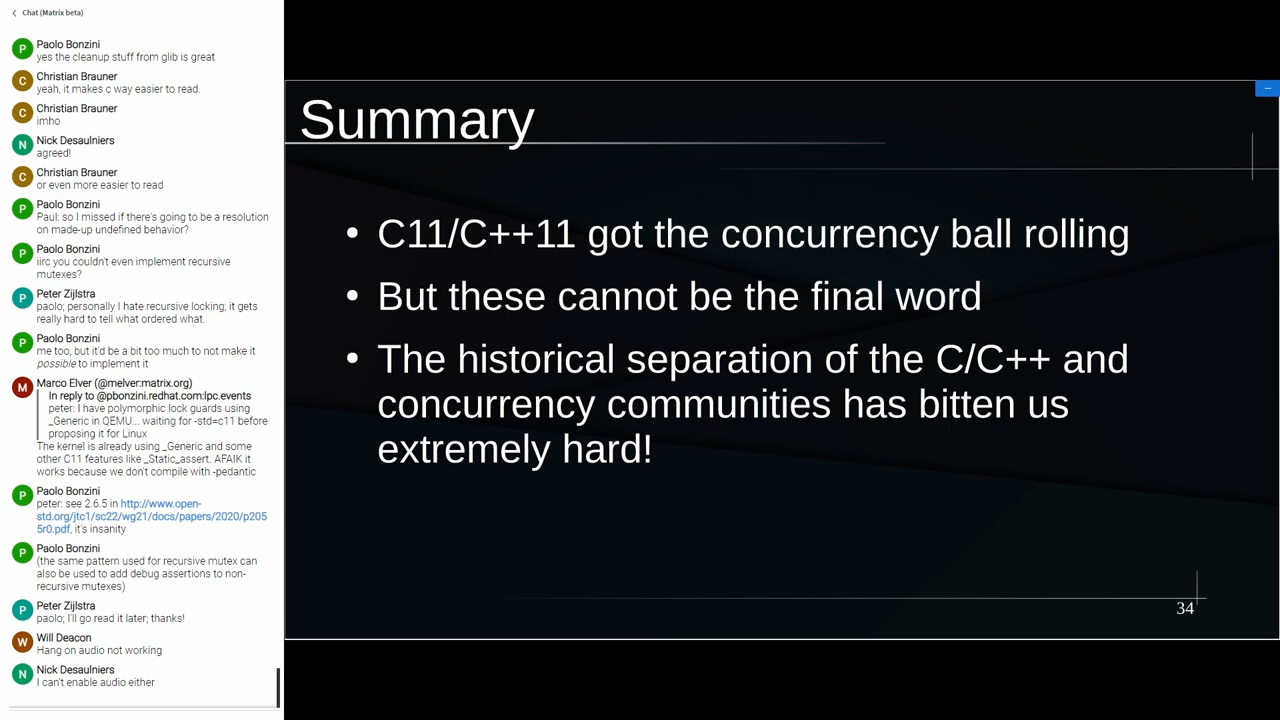 Chat (Matrix beta)
P
Paolo Bonzini
yes the cleanup stuff from glib is great
C
Christian Brauner
yeah, it makes c way easier to read.
C
Christian Brauner
imho
N
Nick Desaulniers
agreed!
C
Christian Brauner
or even more easier to read
P
Paolo Bonzini
Paul: so I missed if there's going to be a resolution
on made-up undefined behavior?
P
Paolo Bonzini
iirc you couldn't even implement recursive
mutexes?
P
Peter Zijlstra
paolo; personally I hate recursive locking; it gets
really hard to tell what ordered what.
P
Paolo Bonzini
me too, but it'd be a bit too much to not make it
possible to implement it
M
Marco Elver (@melver:matrix.org)
In reply to @pbonzini.redhat.com:lpc.events
peter: I have polymorphic lock guards using
_Generic in QEMU... waiting for -std=c11 before
proposing it for Linux
The kernel is already using _Generic and some
other C11 features like _Static_assert. AFAIK it
works because we don't compile with -pedantic
P
Paolo Bonzini
peter: see 2.6.5 in http://www.open-
std.org/jtc1/sc22/wg21/docs/papers/2020/p205
5r0.pdf, it's insanity
P
Paolo Bonzini
(the same pattern used for recursive mutex can
also be used to add debug assertions to non-
recursive mutexes)
P
Peter Zijlstra
paolo; I'll go read it later; thanks!
W
Will Deacon
Hang on audio not working
N
Nick Desaulniers
I can't enable audio either
Summary
• C11/C++11 got the concurrency ball rolling
• But these cannot be the final word
• The historical separation of the C/C++ and
concurrency communities has bitten us
extremely hard!
34